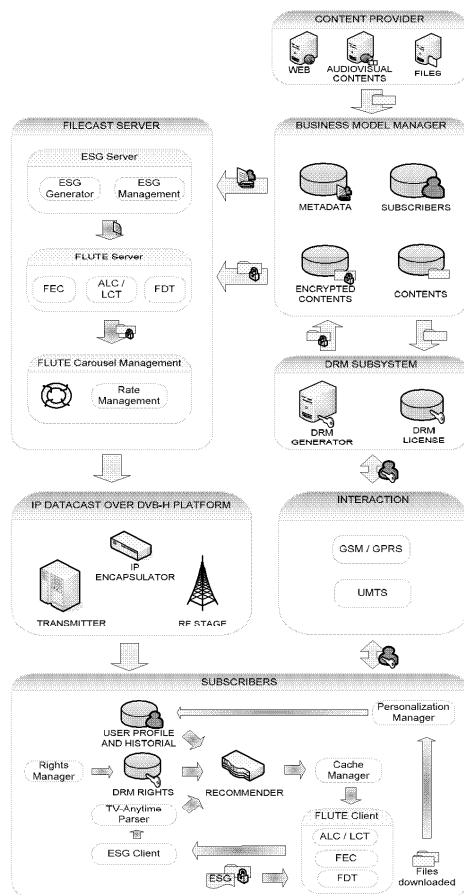 CONTENT PROVIDER
WEB
AUDIOVISUAL
CONTENTS
FILES
FILECAST SERVER
ESG Server
ESG
Generator
ESG
Management
FLUTE Server
FEC
ALC /
LCT
FDT
FLUTE Carousel Management
Rate
Management
BUSINESS MODEL MANAGER
METADATA
SUBSCRIBERS
ENCRYPTED
CONTENTS
CONTENTS
DRM SUBSYSTEM
DRM
GENERATOR
DRM
LICENSE
IP DATACAST OVER DVB-H PLATFORM
IP
ENCAPSULATOR
TRANSMITTER
RF STAGE
INTERACTION
GSM / GPRS
UMTS
SUBSCRIBERS
USER PROFILE
AND HISTORIAL
Personalization
Manager
Rights
Manager
DRM RIGHTS
RECOMMENDER
Cache
Manager
TV-Anytime
Parser
ESG Client
FLUTE Client
ALC / LCT
FEC
FDT
ESG
Files
downloaded